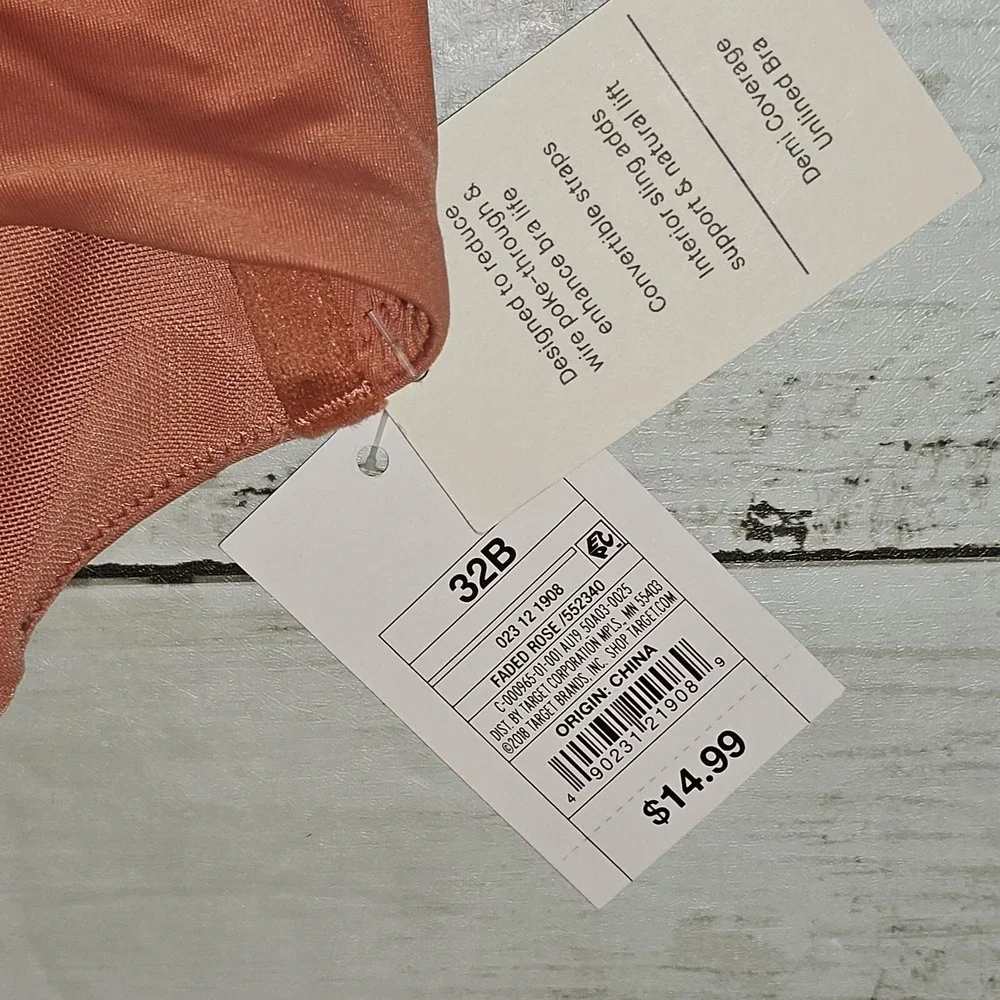 Demi Coverage
Unlined Bra
Interior sling adds
support & natural lift
Convertible straps
Designed to reduce
wire poke-through &
enhance bra life
32B
023 12 1908
FADED ROSE /552340
C-000965-01-001 AU19, 50A03-0025
DIST. BY TARGET CORPORATION MPLS, MN 55403
©2018 TARGET BRANDS, INC. SHOP TARGET.COM
ORIGIN: CHINA
4 90231 21908 9
$14.99